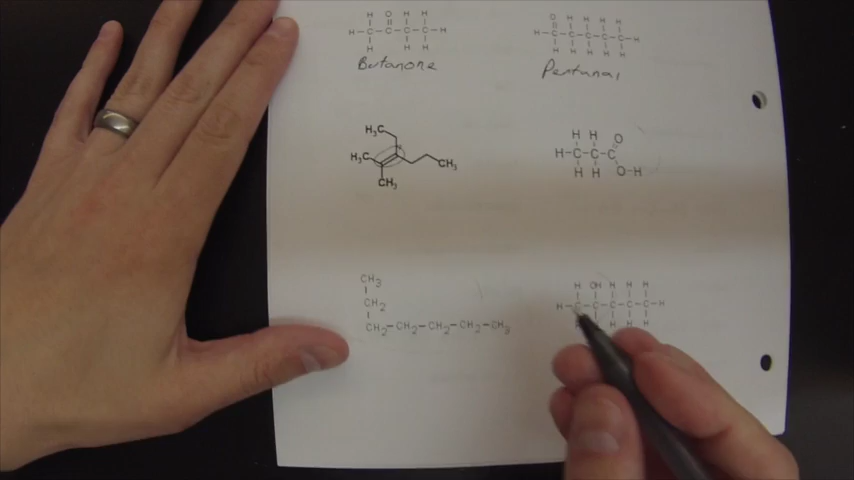 H O H H
H-C-C-C-C-H
H H H
Butanone
O H H H H
H-C-C-C-C-C-H
H H H H
Pentanal
H₃C
H₃C
CH₃
CH₃
H H O
H-C-C-C
H H O-H
CH₃
CH₂
CH₂-CH₂-CH₂-CH₂-CH₃
H OH H H H
H-C-C-C-C-C-H
H H H